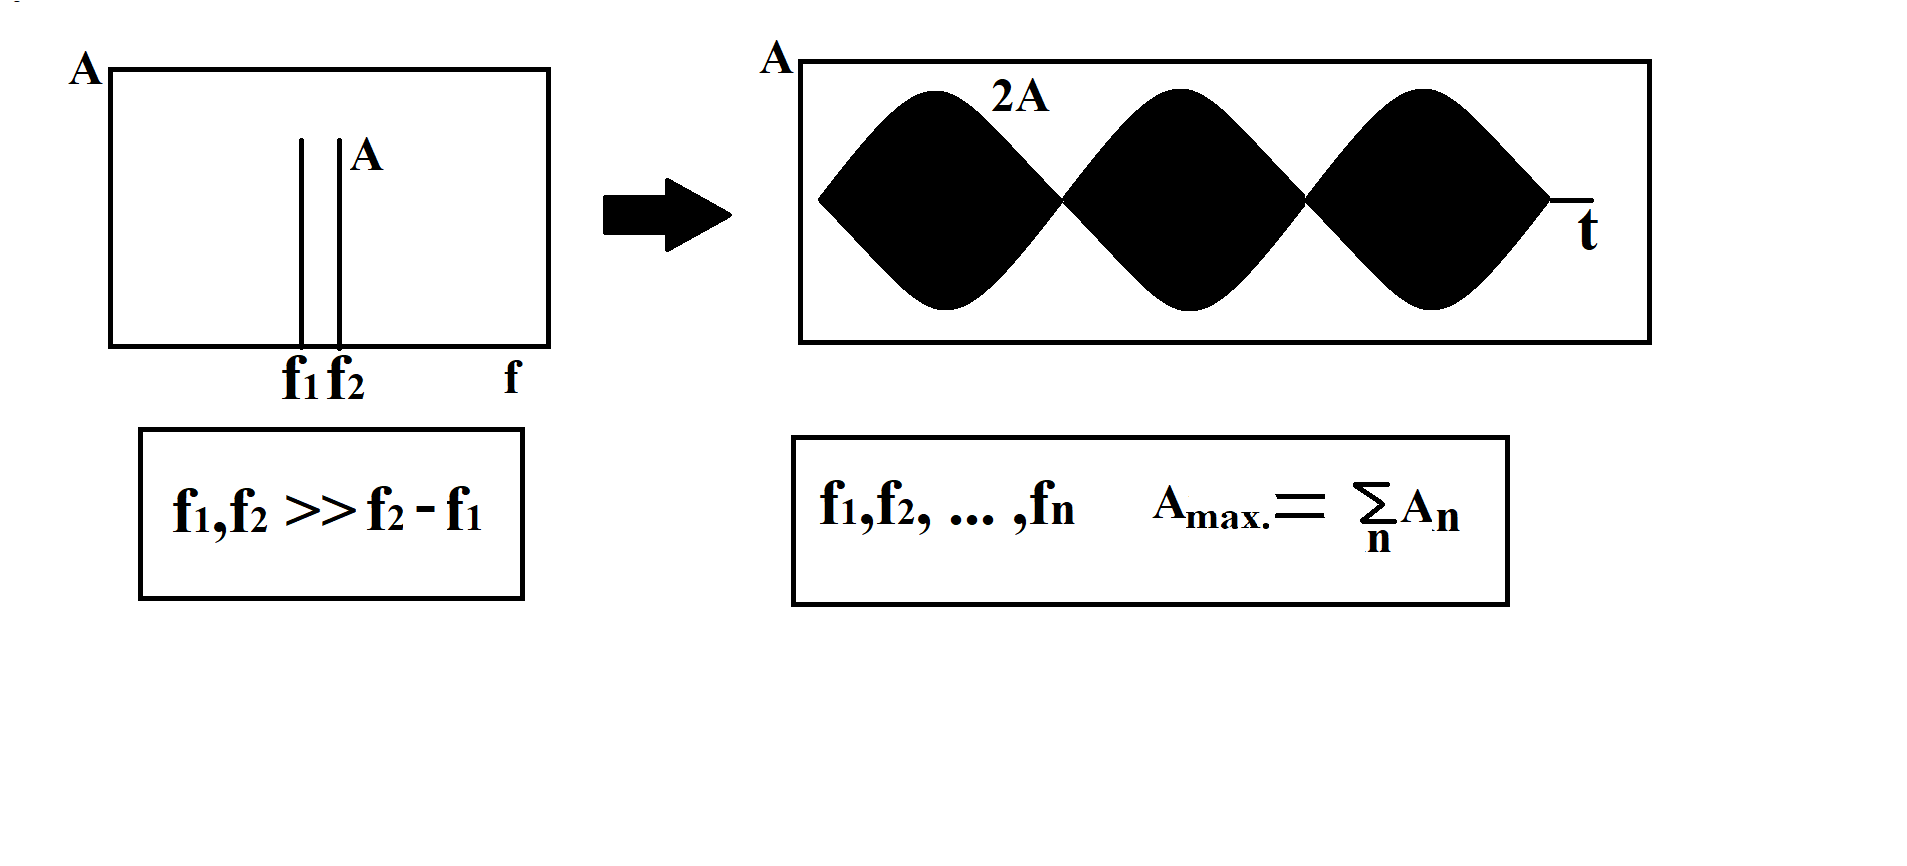 A
A
f1 f2
f
A
2A
t
f1,f2 >> f2 - f1
f1,f2, ... ,fn
Amax. = ∑ An
n